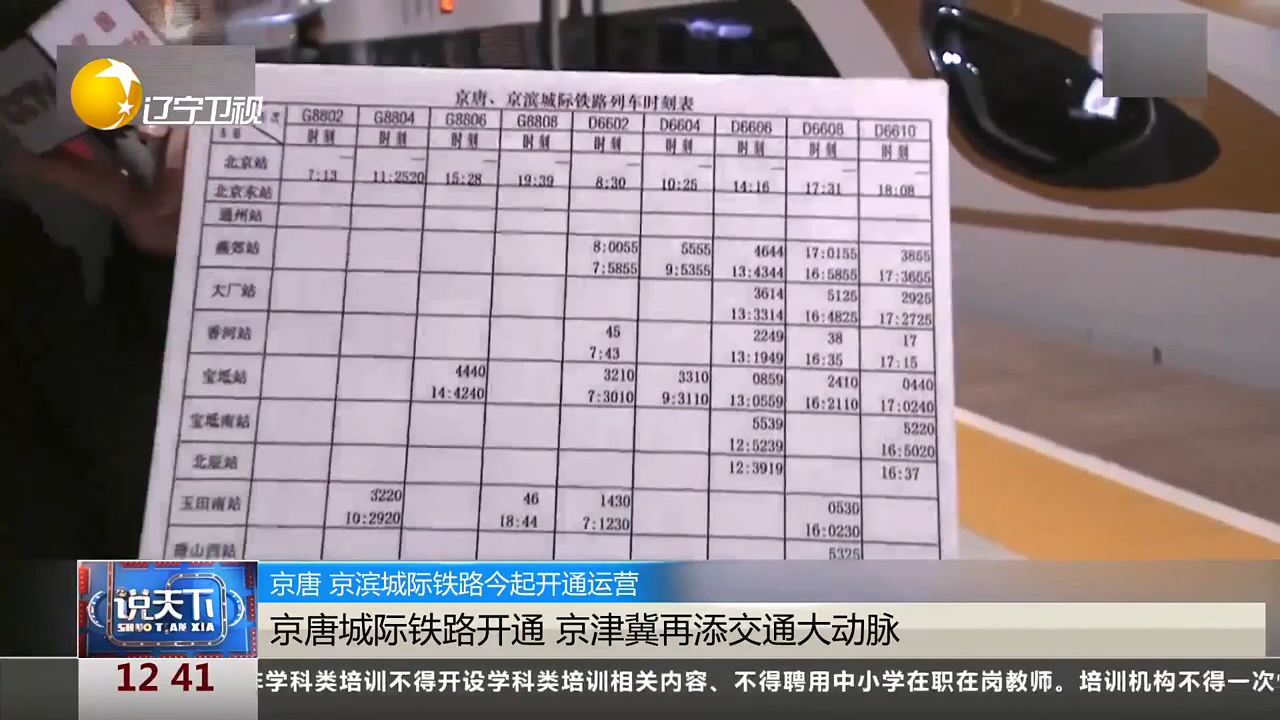 辽宁卫视
京唐、京滨城际铁路列车时刻表
次 G8802 G8804 G8806 G8808 D6602 D6604 D6606 D6608 D6610
车站 时刻 时刻 时刻 时刻 时刻 时刻 时刻 时刻 时刻
北京站 — — — — — — — — —
7:13 11:2520 15:28 19:39 8:30 10:25 14:16 17:31 18:08
北京东站
通州站
燕郊站 8:0055 5555 4644 17:0155 3855
7:5855 9:5355 13:4344 16:5855 17:3655
大厂站 3614 5125 2925
13:3314 16:4825 17:2725
香河站 45 2249 38 17
7:43 13:1949 16:35 17:15
宝坻站 4440 3210 3310 0859 2410 0440
14:4240 7:3010 9:3110 13:0559 16:2110 17:0240
宝坻南站 5539 5220
12:5239 16:5020
北辰站 12:3919 16:37
玉田南站 3220 46 1430 0530
10:2920 18:44 7:1230 16:0230
唐山西站 5325
京唐 京滨城际铁路今起开通运营
说天下
SHUO TIAN XIA
京唐城际铁路开通 京津冀再添交通大动脉
12 41
学科类培训不得开设学科类培训相关内容、不得聘用中小学在职在岗教师。培训机构不得一次